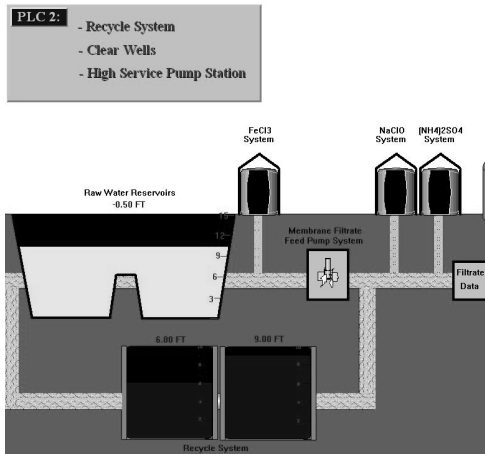 PLC 2:
- Recycle System
- Clear Wells
- High Service Pump Station
FeCl3
System
NaClO
System
(NH4)2SO4
System
Raw Water Reservoirs
-0.50 FT
15
12
9
6
3
Membrane Filtrate
Feed Pump System
Filtrate
Data
6.00 FT
9.00 FT
Recycle System